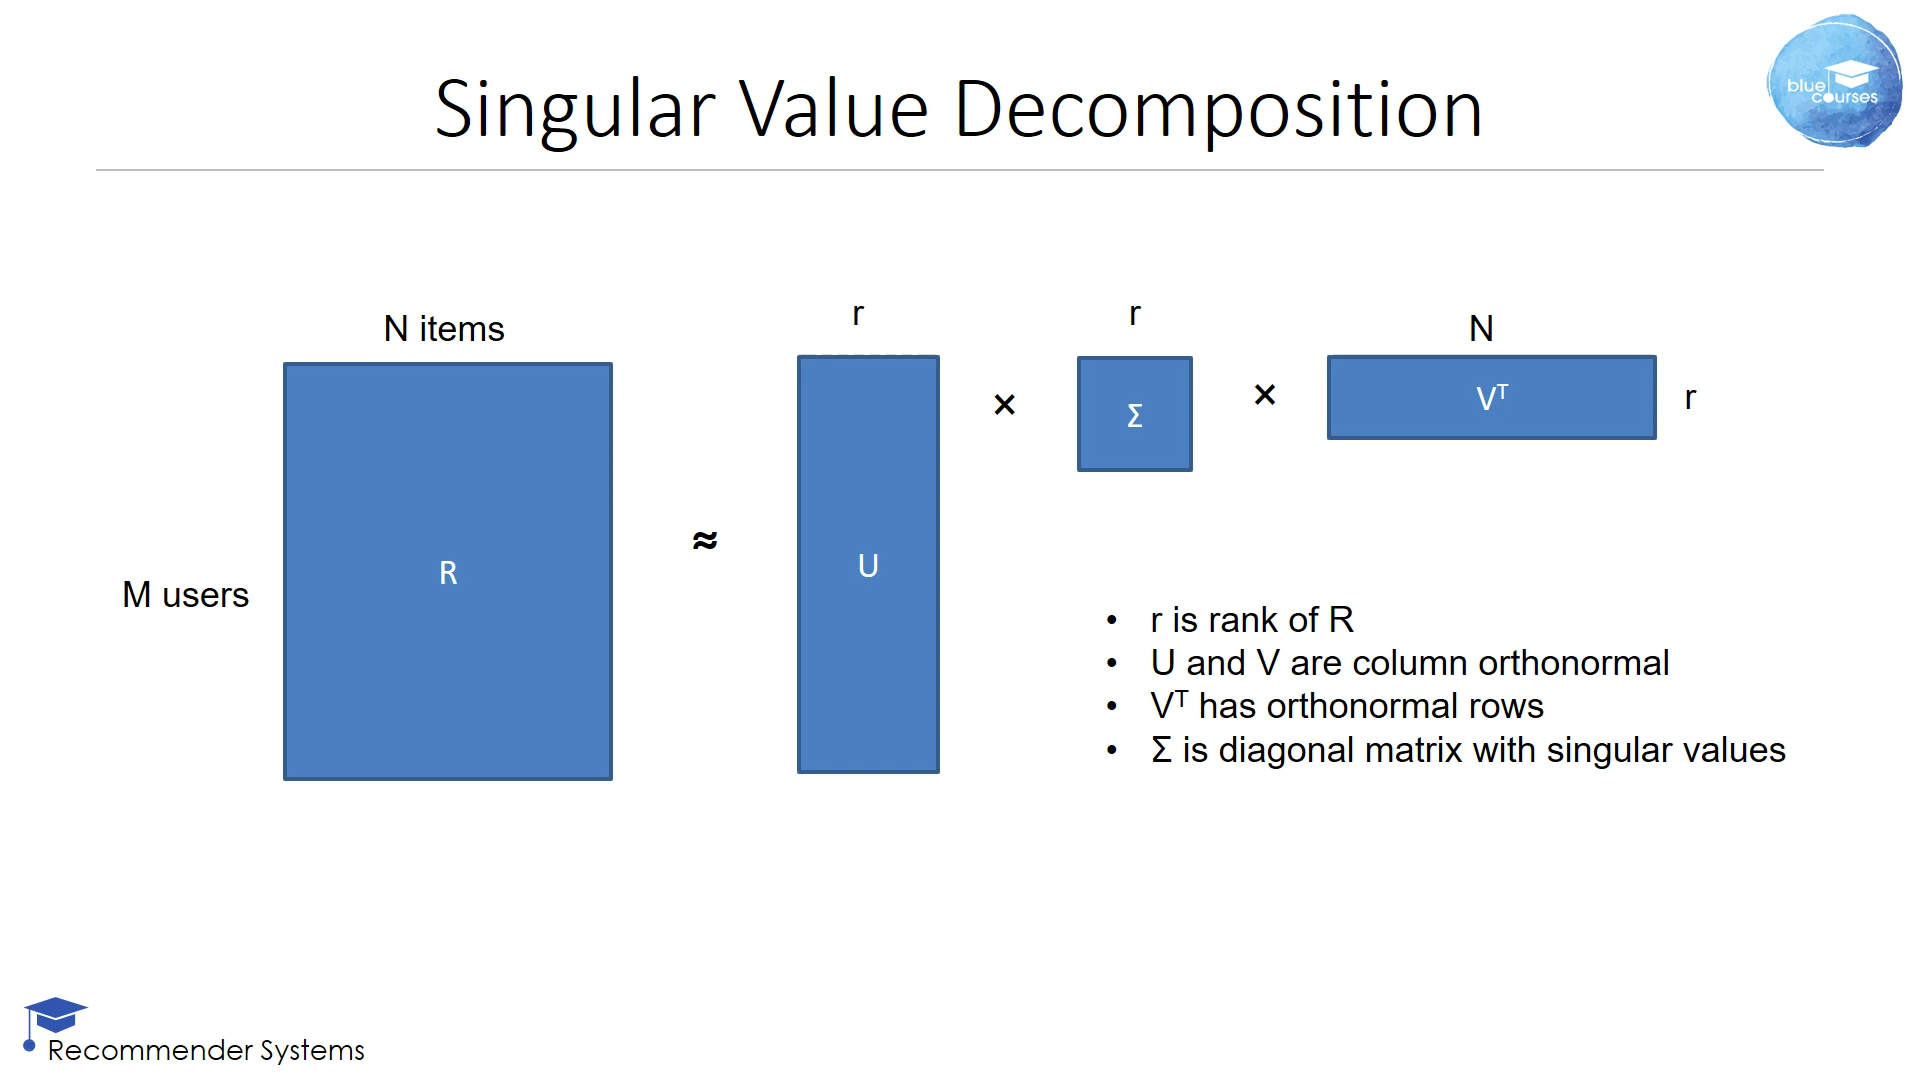 Singular Value Decomposition
blue
courses
N items
r
r
N
R
M users
≈
U
×
Σ
×
Vᵀ
r
• r is rank of R
• U and V are column orthonormal
• Vᵀ has orthonormal rows
• Σ is diagonal matrix with singular values
Recommender Systems